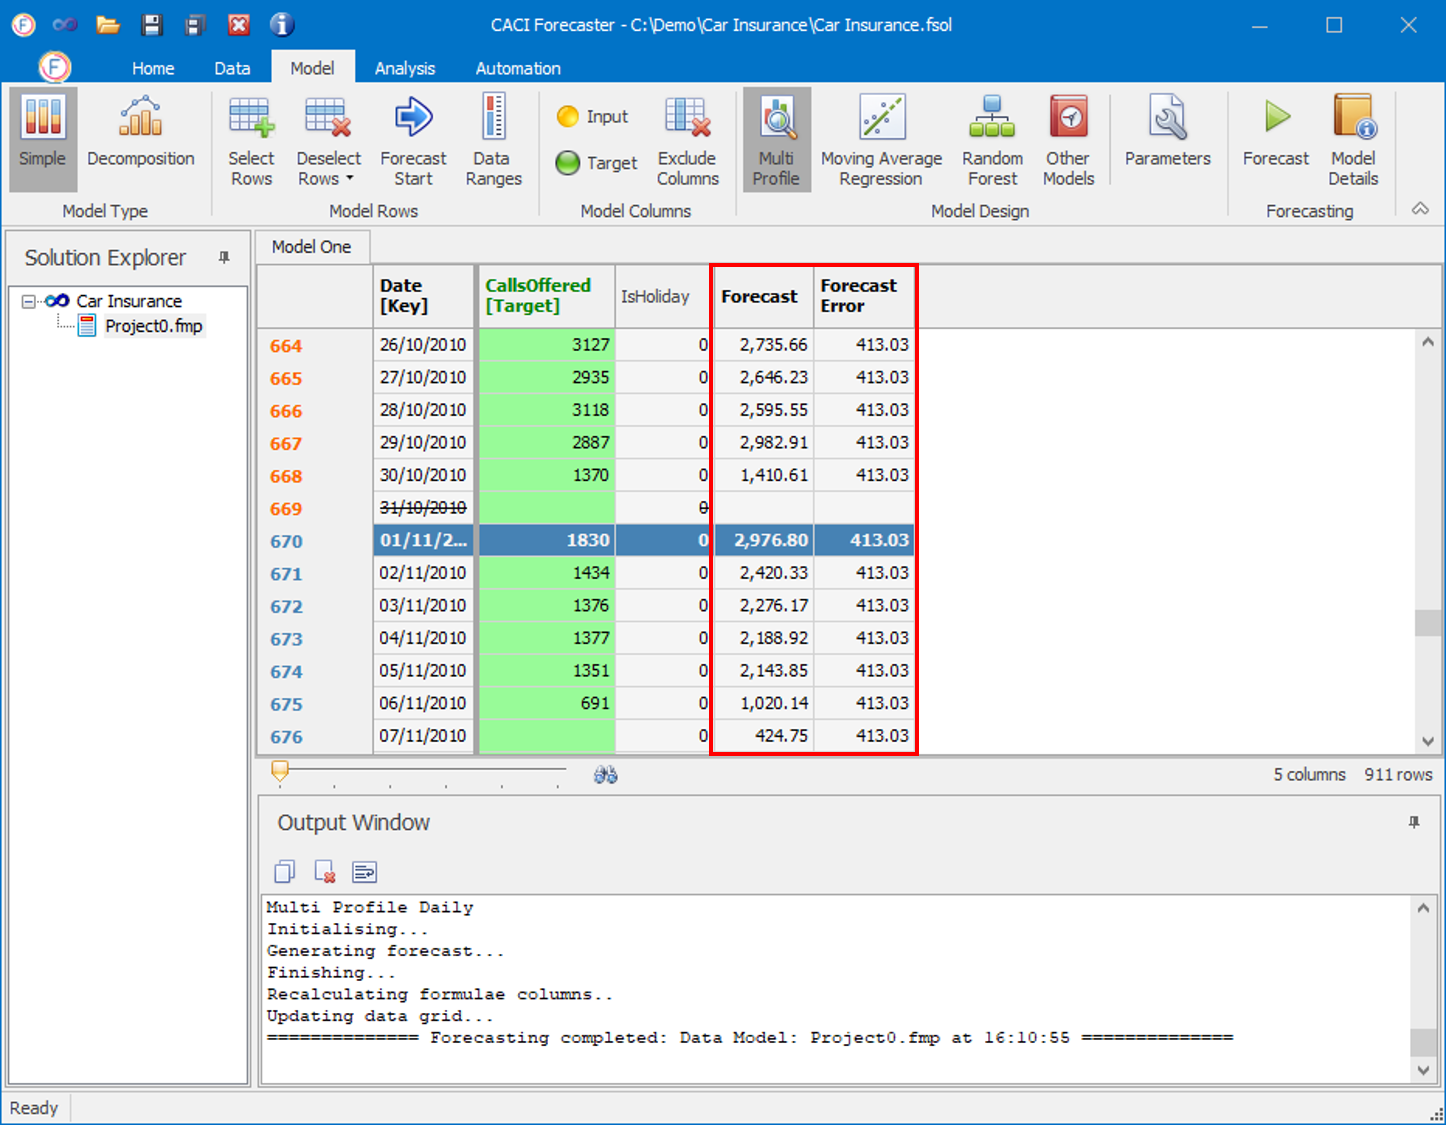 CACI Forecaster - C:\Demo\Car Insurance\Car Insurance.fsol
Home Data Model Analysis Automation
Simple
Decomposition
Model Type
Select Rows
Deselect Rows
Forecast Start
Data Ranges
Model Rows
Input
Target
Exclude Columns
Model Columns
Multi Profile
Moving Average Regression
Random Forest
Other Models
Model Design
Parameters
Forecast
Model Details
Forecasting
Solution Explorer
Car Insurance
Project0.fmp
Model One
Date [Key] CallsOffered [Target] IsHoliday Forecast Forecast Error
664 26/10/2010 3127 0 2,735.66 413.03
665 27/10/2010 2935 0 2,646.23 413.03
666 28/10/2010 3118 0 2,595.55 413.03
667 29/10/2010 2887 0 2,982.91 413.03
668 30/10/2010 1370 0 1,410.61 413.03
669 31/10/2010 0
670 01/11/2... 1830 0 2,976.80 413.03
671 02/11/2010 1434 0 2,420.33 413.03
672 03/11/2010 1376 0 2,276.17 413.03
673 04/11/2010 1377 0 2,188.92 413.03
674 05/11/2010 1351 0 2,143.85 413.03
675 06/11/2010 691 0 1,020.14 413.03
676 07/11/2010 0 424.75 413.03
5 columns 911 rows
Output Window
Multi Profile Daily
Initialising...
Generating forecast...
Finishing...
Recalculating formulae columns..
Updating data grid...
============== Forecasting completed: Data Model: Project0.fmp at 16:10:55 ==============
Ready